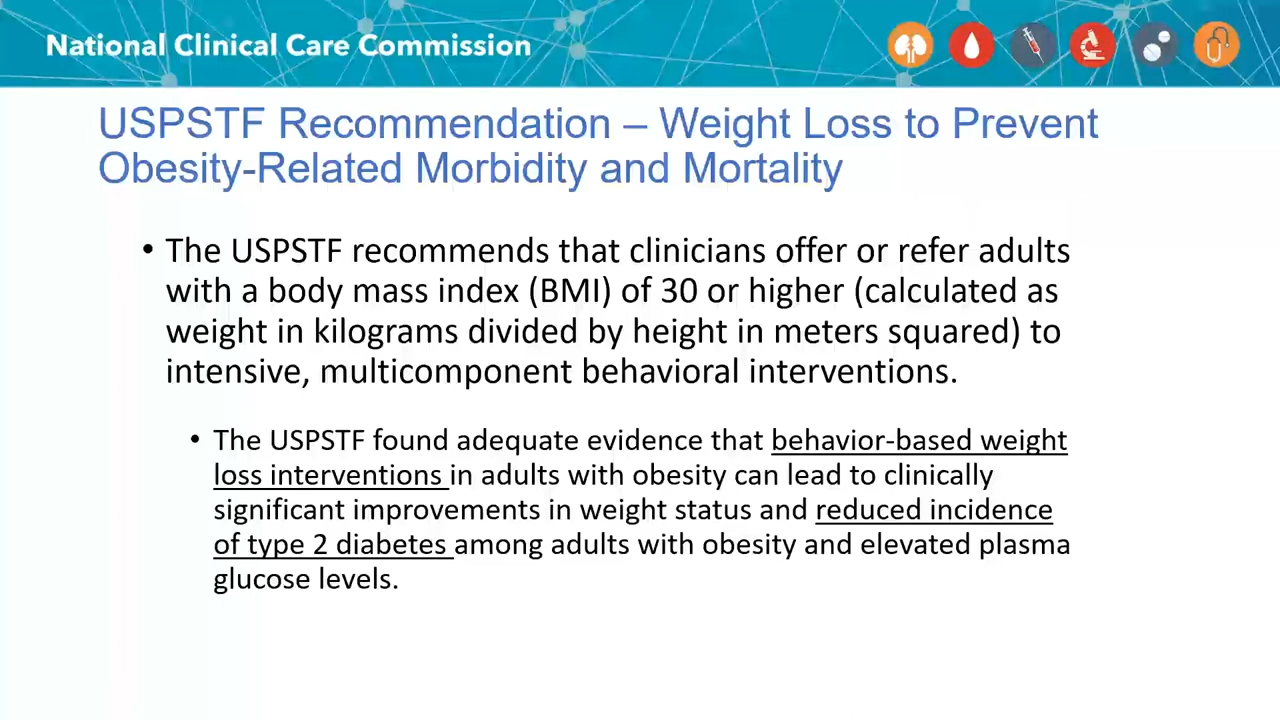 National Clinical Care Commission
USPSTF Recommendation – Weight Loss to Prevent
Obesity-Related Morbidity and Mortality
• The USPSTF recommends that clinicians offer or refer adults
with a body mass index (BMI) of 30 or higher (calculated as
weight in kilograms divided by height in meters squared) to
intensive, multicomponent behavioral interventions.
• The USPSTF found adequate evidence that behavior-based weight
loss interventions in adults with obesity can lead to clinically
significant improvements in weight status and reduced incidence
of type 2 diabetes among adults with obesity and elevated plasma
glucose levels.